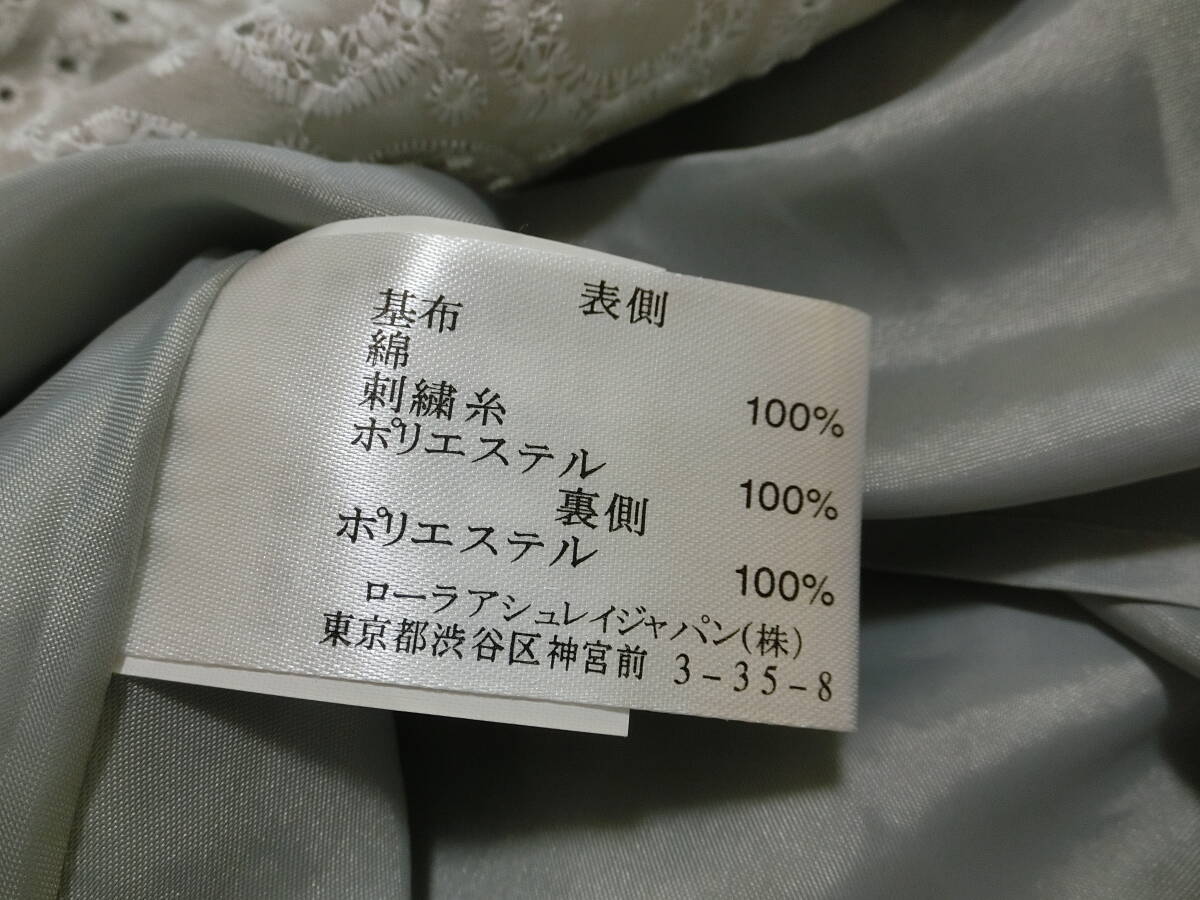 表側
基布
綿 100%
刺繍糸
ポリエステル 100%
裏側
ポリエステル 100%
ローラアシュレイジャパン(株)
東京都渋谷区神宮前 3-35-8